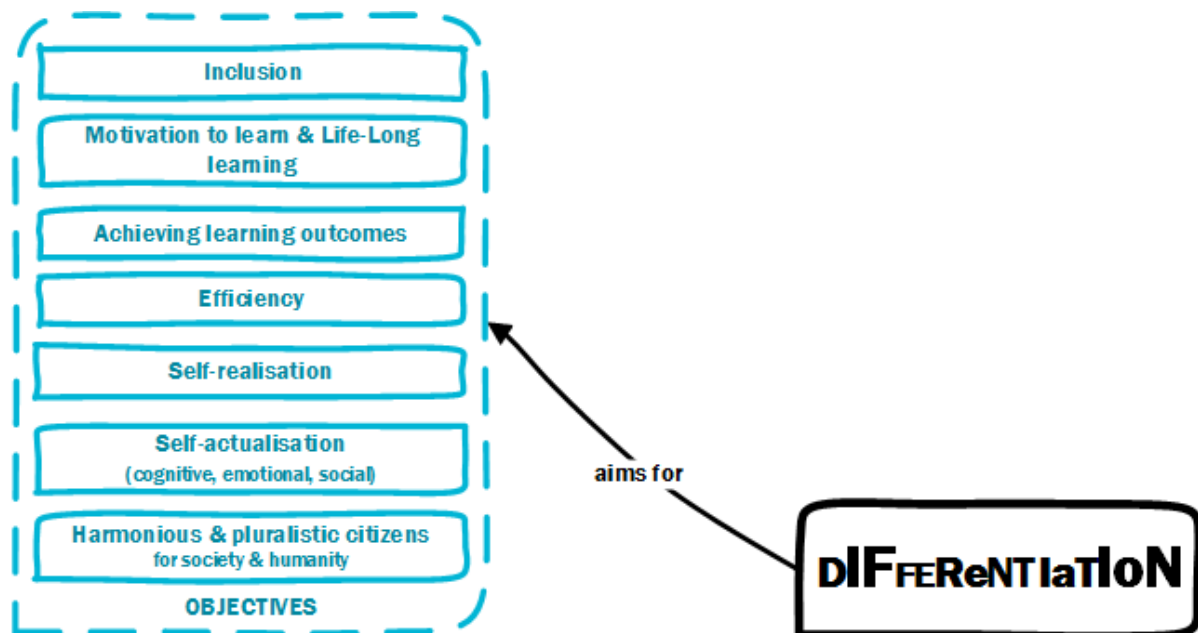 Inclusion
Motivation to learn & Life-Long
learning
Achieving learning outcomes
Efficiency
Self-realisation
Self-actualisation
(cognitive, emotional, social)
Harmonious & pluralistic citizens
for society & humanity
OBJECTIVES
aims for
DIFFEReNTIaTIoN